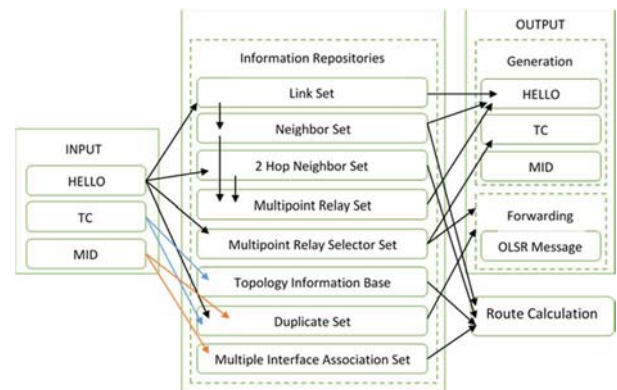 INPUT
HELLO
TC
MID
Information Repositories
Link Set
Neighbor Set
2 Hop Neighbor Set
Multipoint Relay Set
Multipoint Relay Selector Set
Topology Information Base
Duplicate Set
Multiple Interface Association Set
OUTPUT
Generation
HELLO
TC
MID
Forwarding
OLSR Message
Route Calculation